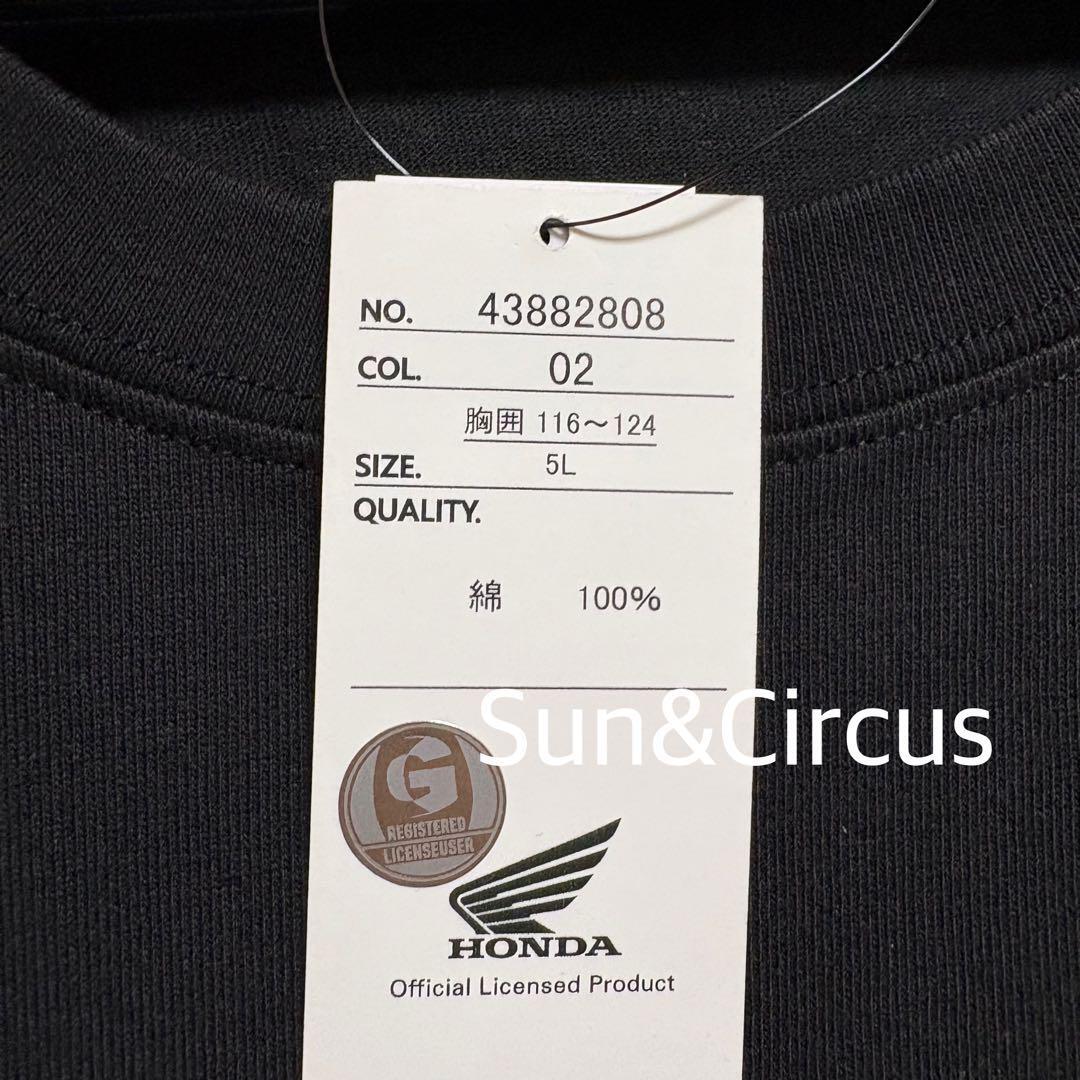 NO. 43882808
COL. 02
胸囲 116～124
SIZE. 5L
QUALITY.
綿 100%
Sun&Circus
G
REGISTERED
LICENSEUSER
HONDA
Official Licensed Product